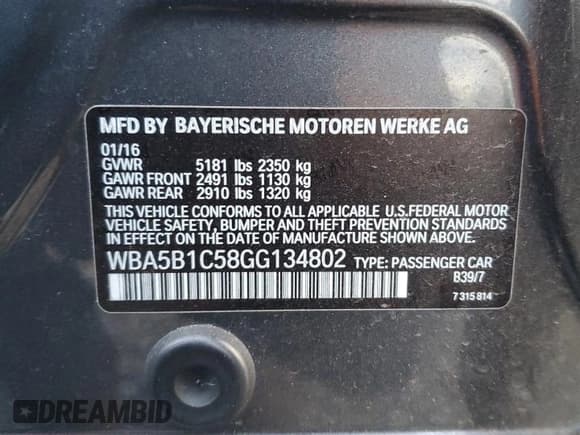 MFD BY BAYERISCHE MOTOREN WERKE AG
01/16
GVWR 5181 lbs 2350 kg
GAWR FRONT 2491 lbs 1130 kg
GAWR REAR 2910 lbs 1320 kg
THIS VEHICLE CONFORMS TO ALL APPLICABLE U.S.FEDERAL MOTOR
VEHICLE SAFETY, BUMPER AND THEFT PREVENTION STANDARDS
IN EFFECT ON THE DATE OF MANUFACTURE SHOWN ABOVE.
WBA5B1C58GG134802 TYPE: PASSENGER CAR
B39/7
7 315 814
DREAMBID